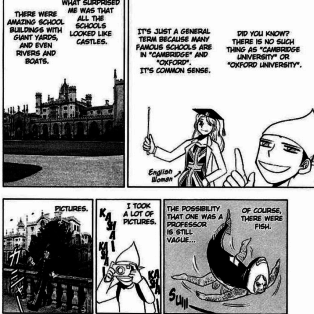 DID YOU KNOW?
THERE IS NO SUCH
THING AS "CAMBRIDGE
UNIVERSITY" OR
"OXFORD UNIVERSITY".
IT'S JUST A GENERAL
TERM BECAUSE MANY
FAMOUS SCHOOLS ARE
IN "CAMBRIDGE" AND
"OXFORD".
IT'S COMMON SENSE.
English
Woman
WHAT SURPRISED
ME WAS THAT
ALL THE
SCHOOLS
LOOKED LIKE
CASTLES.
THERE WERE
AMAZING SCHOOL
BUILDINGS WITH
GIANT YARDS,
AND EVEN
RIVERS AND
BOATS.
OF COURSE,
THERE WERE
FISH.
THE POSSIBILITY
THAT ONE WAS A
PROFESSOR
IS STILL
VAGUE...
I TOOK
A LOT OF
PICTURES.
PICTURES.